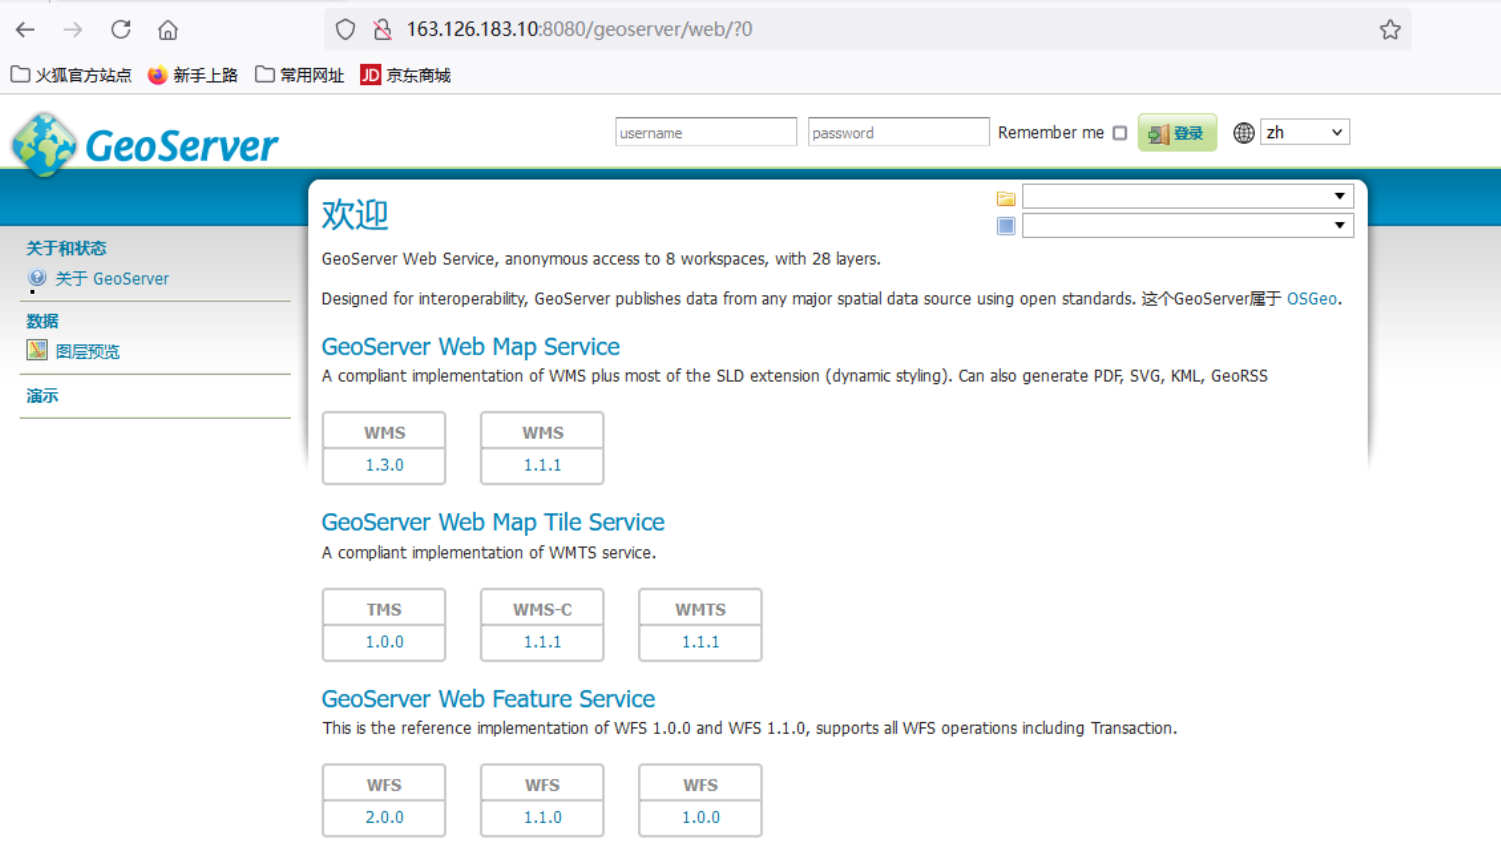 163.126.183.10:8080/geoserver/web/?0
火狐官方站点 新手上路 常用网址 JD 京东商城
GeoServer
username password Remember me 登录 zh
欢迎
关于和状态
关于 GeoServer
数据
图层预览
演示
GeoServer Web Service, anonymous access to 8 workspaces, with 28 layers.
Designed for interoperability, GeoServer publishes data from any major spatial data source using open standards. 这个GeoServer属于 OSGeo.
GeoServer Web Map Service
A compliant implementation of WMS plus most of the SLD extension (dynamic styling). Can also generate PDF, SVG, KML, GeoRSS
WMS WMS
1.3.0 1.1.1
GeoServer Web Map Tile Service
A compliant implementation of WMTS service.
TMS WMS-C WMTS
1.0.0 1.1.1 1.1.1
GeoServer Web Feature Service
This is the reference implementation of WFS 1.0.0 and WFS 1.1.0, supports all WFS operations including Transaction.
WFS WFS WFS
2.0.0 1.1.0 1.0.0